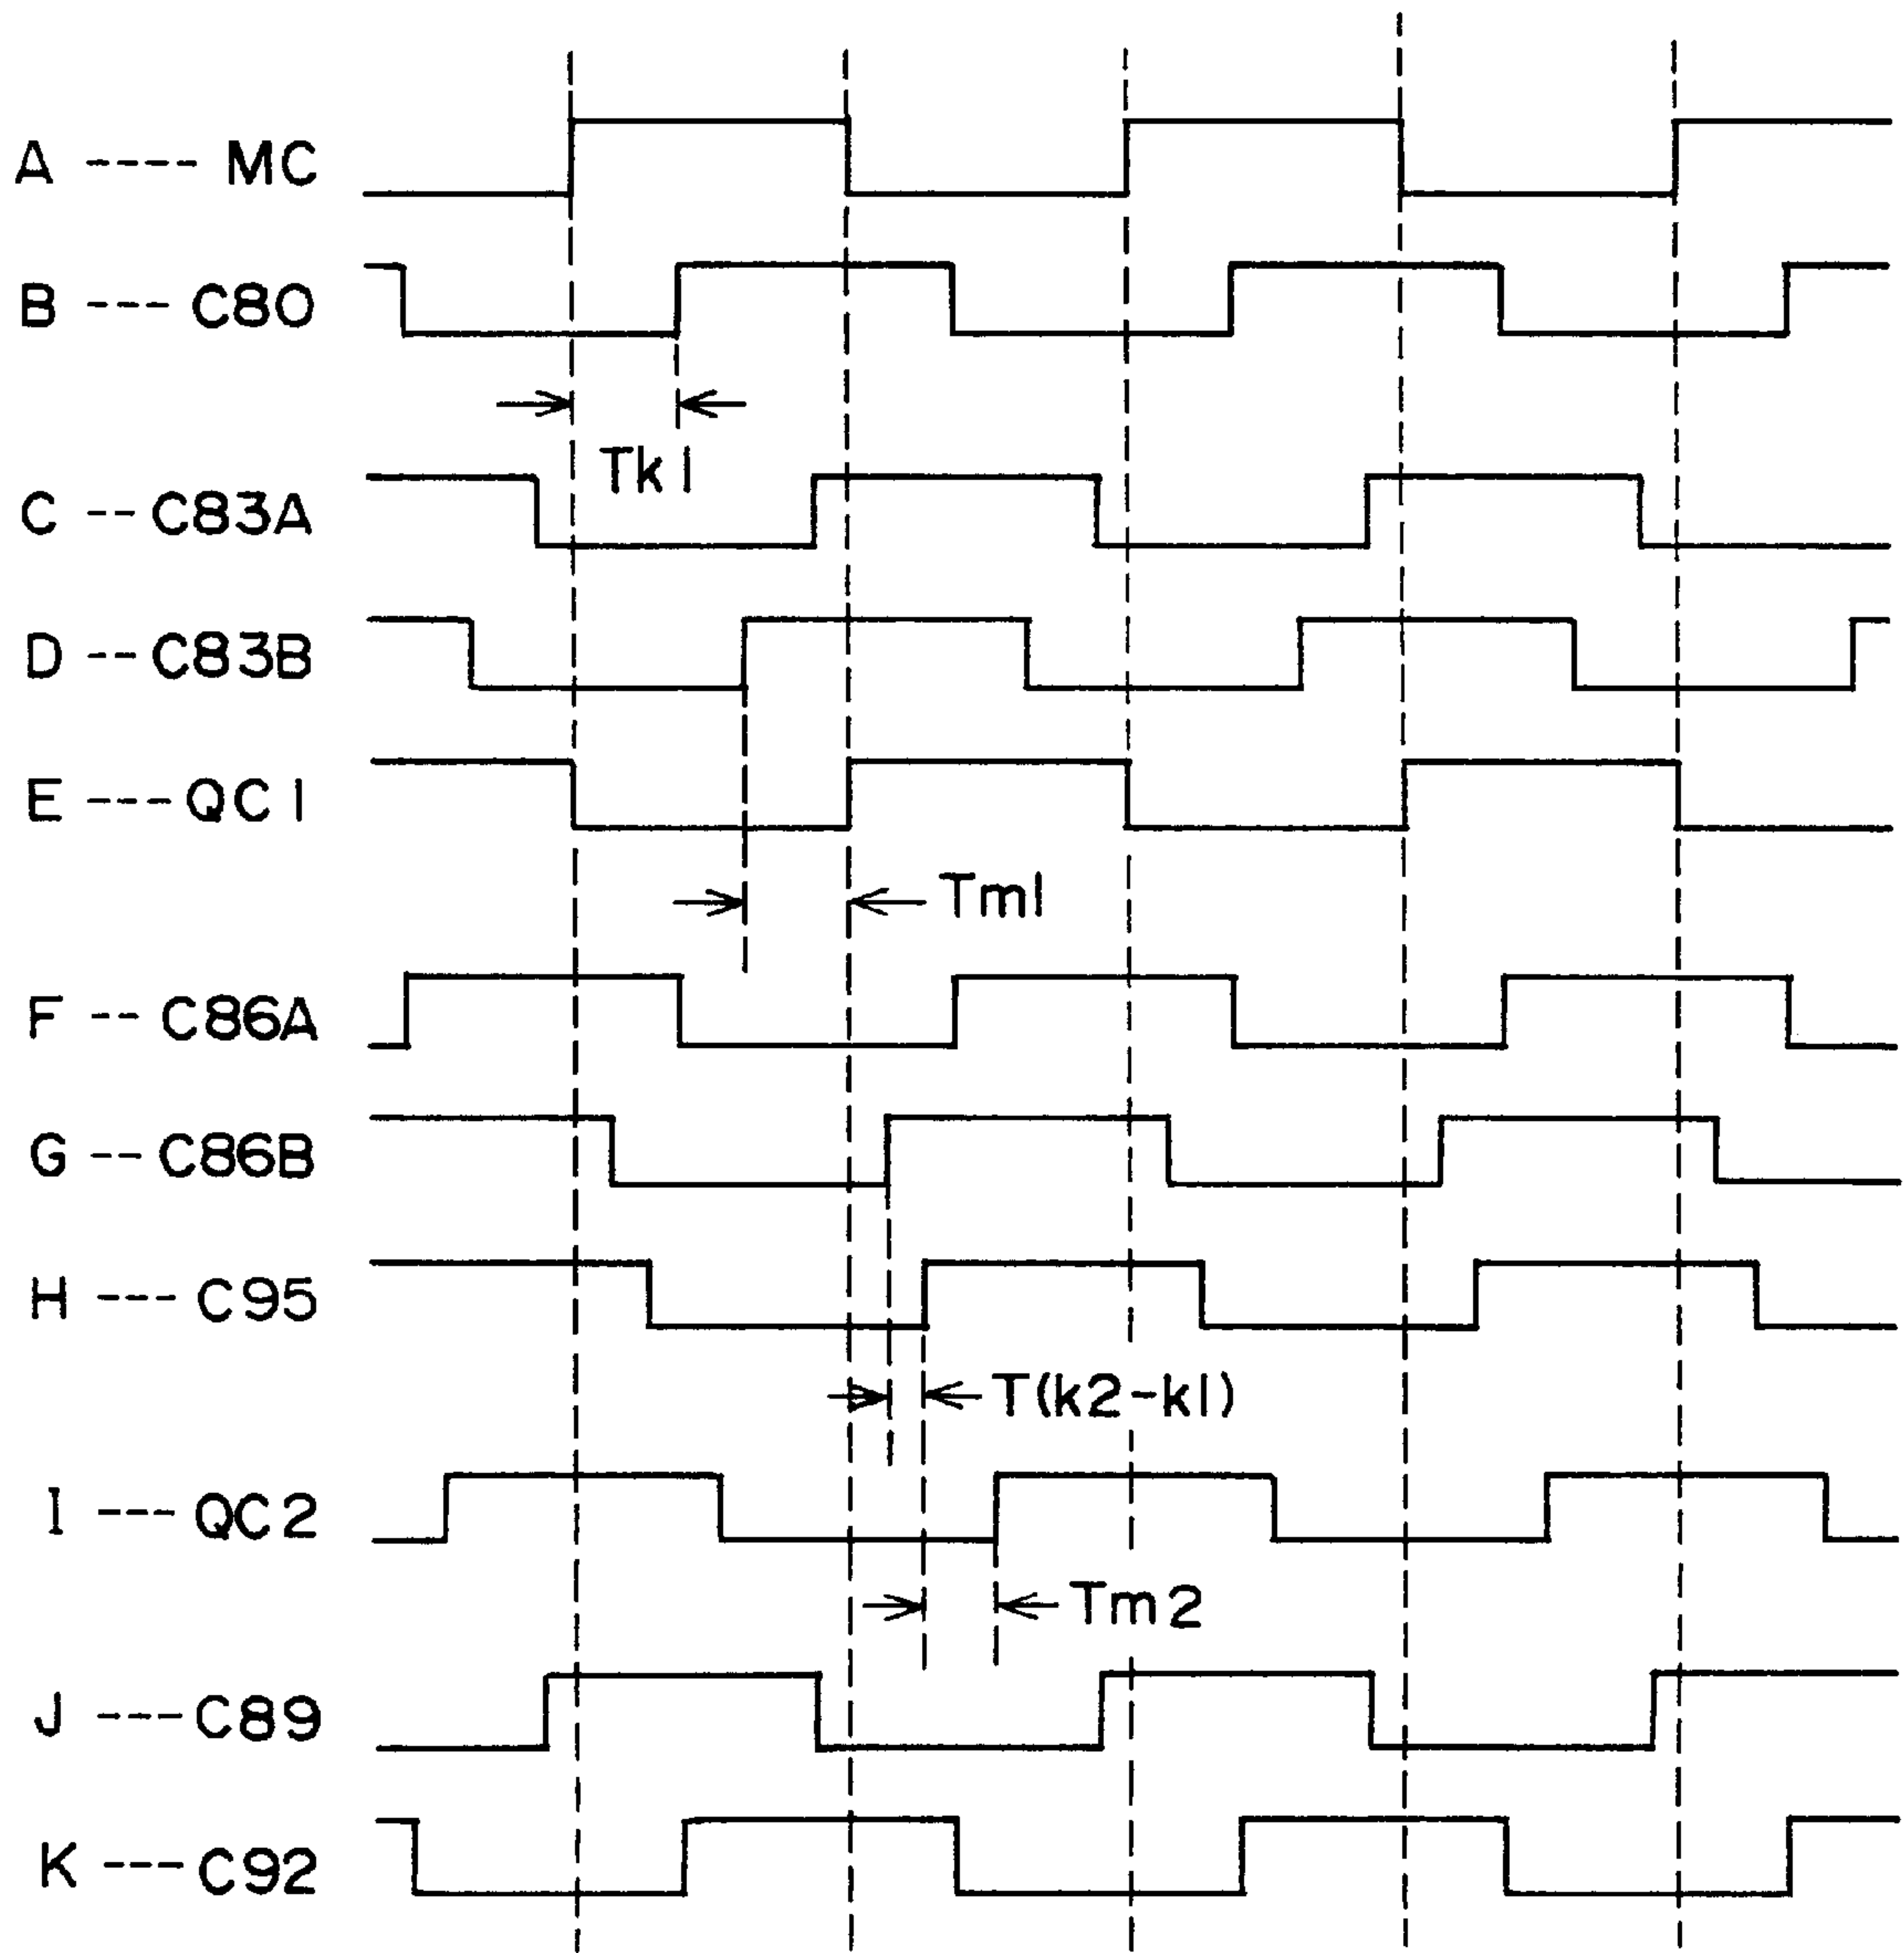 A ---- MC
B --- C80
Tk1
C -- C83A
D -- C83B
E --- QC1
Tm1
F -- C86A
G -- C86B
H --- C95
T(k2-k1)
I --- QC2
Tm2
J --- C89
K --- C92